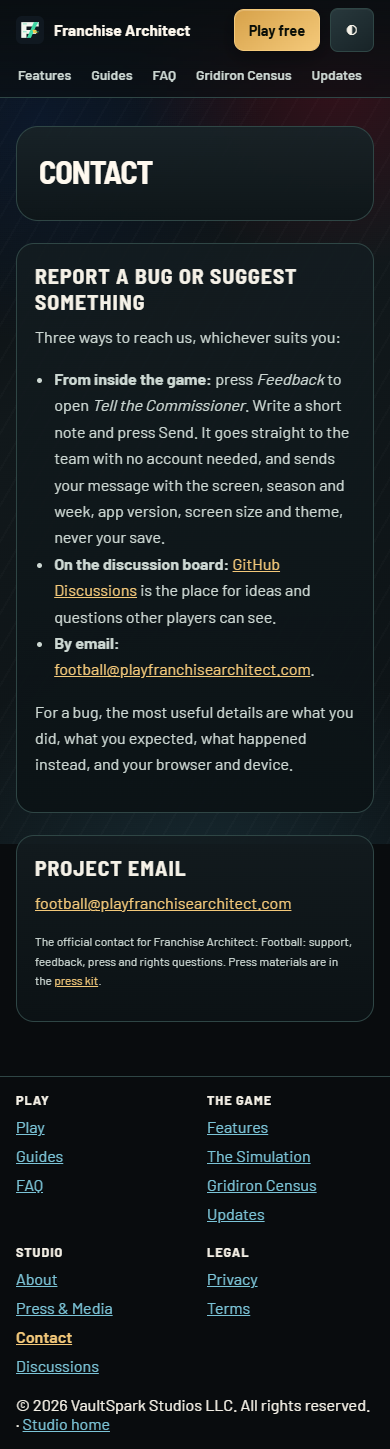 Franchise Architect
Play free
Features Guides FAQ Gridiron Census Updates
CONTACT
REPORT A BUG OR SUGGEST
SOMETHING
Three ways to reach us, whichever suits you:
• From inside the game: press Feedback to
open Tell the Commissioner. Write a short
note and press Send. It goes straight to the
team with no account needed, and sends
your message with the screen, season and
week, app version, screen size and theme,
never your save.
• On the discussion board: GitHub
Discussions is the place for ideas and
questions other players can see.
• By email:
football@playfranchisearchitect.com.
For a bug, the most useful details are what you
did, what you expected, what happened
instead, and your browser and device.
PROJECT EMAIL
football@playfranchisearchitect.com
The official contact for Franchise Architect: Football: support,
feedback, press and rights questions. Press materials are in
the press kit.
PLAY
Play
Guides
FAQ
THE GAME
Features
The Simulation
Gridiron Census
Updates
STUDIO
About
Press & Media
Contact
Discussions
LEGAL
Privacy
Terms
© 2026 VaultSpark Studios LLC. All rights reserved.
· Studio home